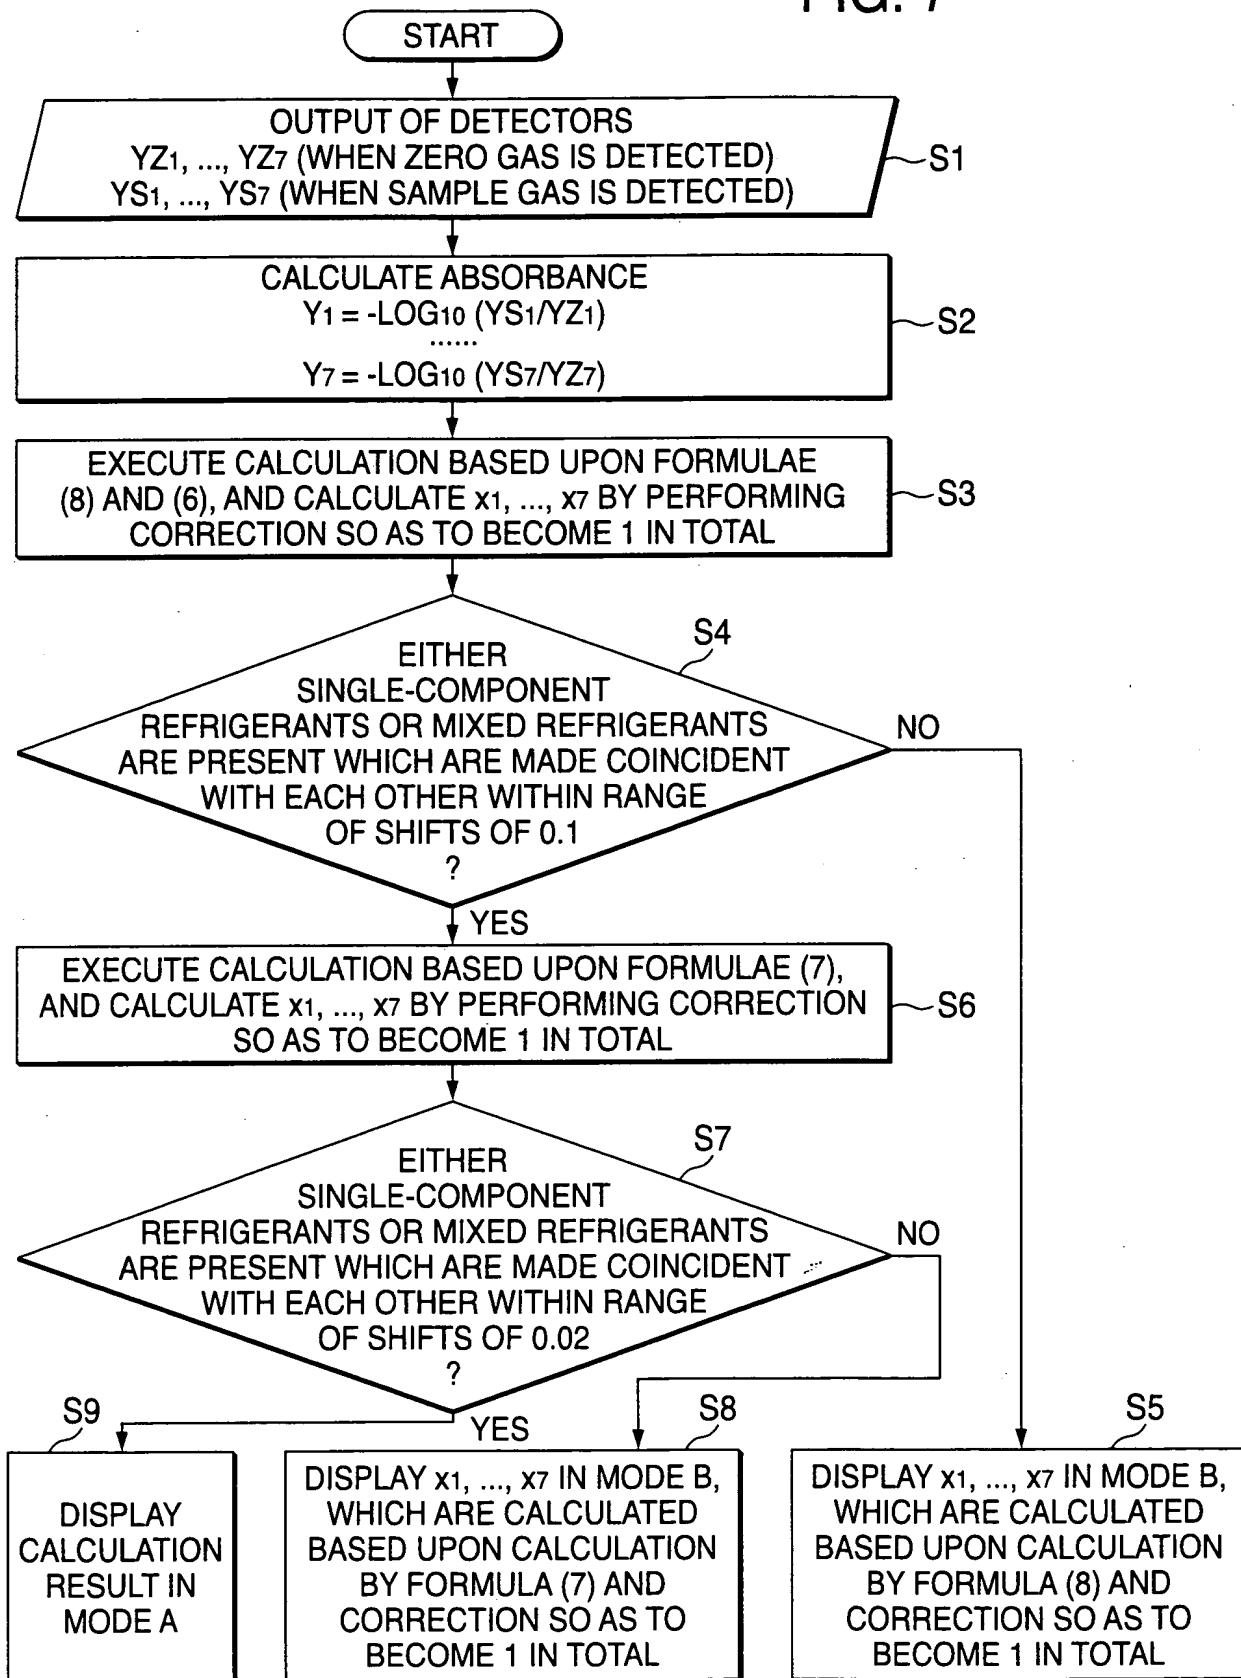 FIG. 7
START
OUTPUT OF DETECTORS
YZ1, ..., YZ7 (WHEN ZERO GAS IS DETECTED)
YS1, ..., YS7 (WHEN SAMPLE GAS IS DETECTED)
S1
CALCULATE ABSORBANCE
Y1 = -LOG10 (YS1/YZ1)
......
Y7 = -LOG10 (YS7/YZ7)
S2
EXECUTE CALCULATION BASED UPON FORMULAE
(8) AND (6), AND CALCULATE x1, ..., x7 BY PERFORMING
CORRECTION SO AS TO BECOME 1 IN TOTAL
S3
S4
EITHER
SINGLE-COMPONENT
REFRIGERANTS OR MIXED REFRIGERANTS
ARE PRESENT WHICH ARE MADE COINCIDENT
WITH EACH OTHER WITHIN RANGE
OF SHIFTS OF 0.1
?
NO
YES
EXECUTE CALCULATION BASED UPON FORMULAE (7),
AND CALCULATE x1, ..., x7 BY PERFORMING CORRECTION
SO AS TO BECOME 1 IN TOTAL
S6
S7
EITHER
SINGLE-COMPONENT
REFRIGERANTS OR MIXED REFRIGERANTS
ARE PRESENT WHICH ARE MADE COINCIDENT
WITH EACH OTHER WITHIN RANGE
OF SHIFTS OF 0.02
?
NO
YES
S9
DISPLAY
CALCULATION
RESULT IN
MODE A
S8
DISPLAY x1, ..., x7 IN MODE B,
WHICH ARE CALCULATED
BASED UPON CALCULATION
BY FORMULA (7) AND
CORRECTION SO AS TO
BECOME 1 IN TOTAL
S5
DISPLAY x1, ..., x7 IN MODE B,
WHICH ARE CALCULATED
BASED UPON CALCULATION
BY FORMULA (8) AND
CORRECTION SO AS TO
BECOME 1 IN TOTAL